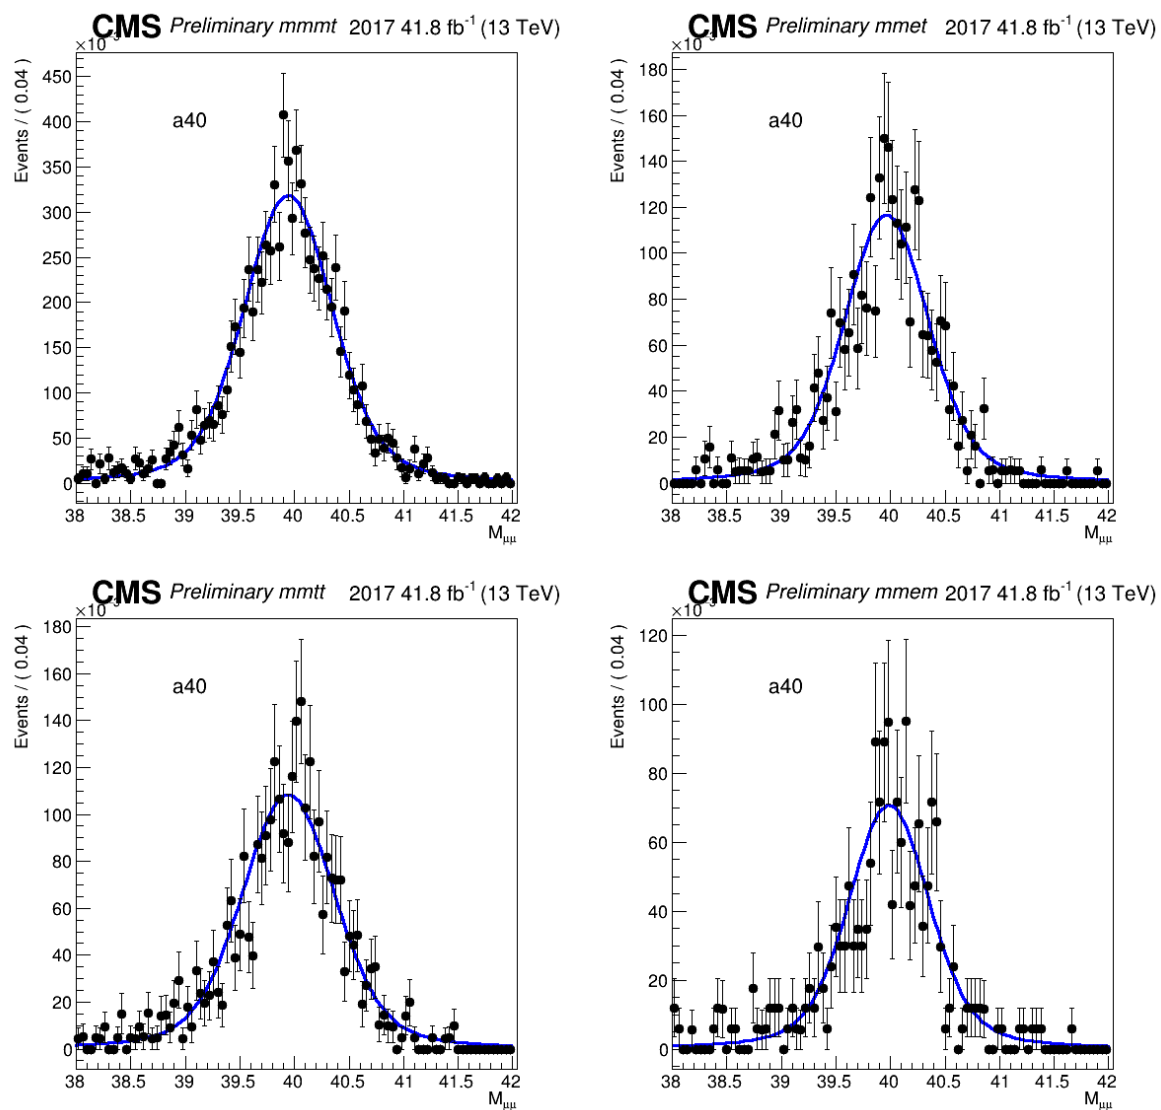 CMS Preliminary mmmt 2017 41.8 fb⁻¹ (13 TeV)
×10⁻³
Events / ( 0.04 )
a40
450
400
350
300
250
200
150
100
50
0
38 38.5 39 39.5 40 40.5 41 41.5 42
Mμμ
CMS Preliminary mmet 2017 41.8 fb⁻¹ (13 TeV)
×10⁻³
Events / ( 0.04 )
a40
180
160
140
120
100
80
60
40
20
0
38 38.5 39 39.5 40 40.5 41 41.5 42
Mμμ
CMS Preliminary mmtt 2017 41.8 fb⁻¹ (13 TeV)
×10⁻³
Events / ( 0.04 )
a40
180
160
140
120
100
80
60
40
20
0
38 38.5 39 39.5 40 40.5 41 41.5 42
Mμμ
CMS Preliminary mmem 2017 41.8 fb⁻¹ (13 TeV)
×10⁻³
Events / ( 0.04 )
a40
120
100
80
60
40
20
0
38 38.5 39 39.5 40 40.5 41 41.5 42
Mμμ